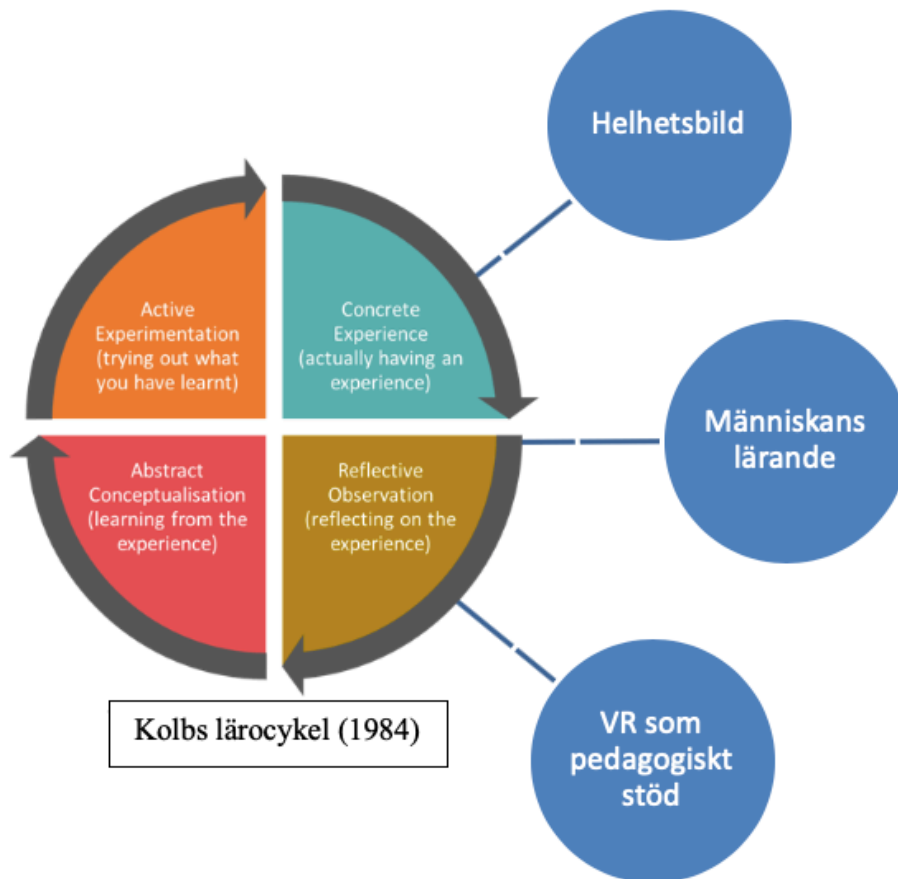 Helhetsbild
Active
Experimentation
(trying out what
you have learnt)
Concrete
Experience
(actually having an
experience)
Människans
lärande
Abstract
Conceptualisation
(learning from the
experience)
Reflective
Observation
(reflecting on the
experience)
Kolbs lärocykel (1984)
VR som
pedagogiskt
stöd